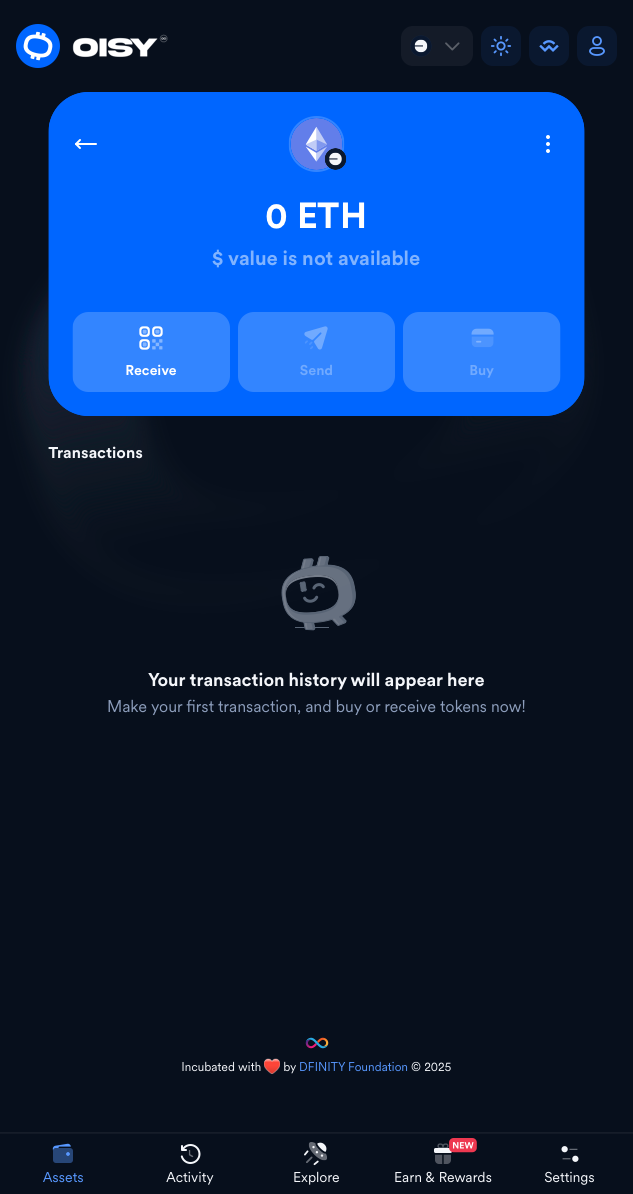 OISY
0 ETH
$ value is not available
Receive
Send
Buy
Transactions
Your transaction history will appear here
Make your first transaction, and buy or receive tokens now!
Incubated with ❤️ by DFINITY Foundation © 2025
NEW
Assets
Activity
Explore
Earn & Rewards
Settings